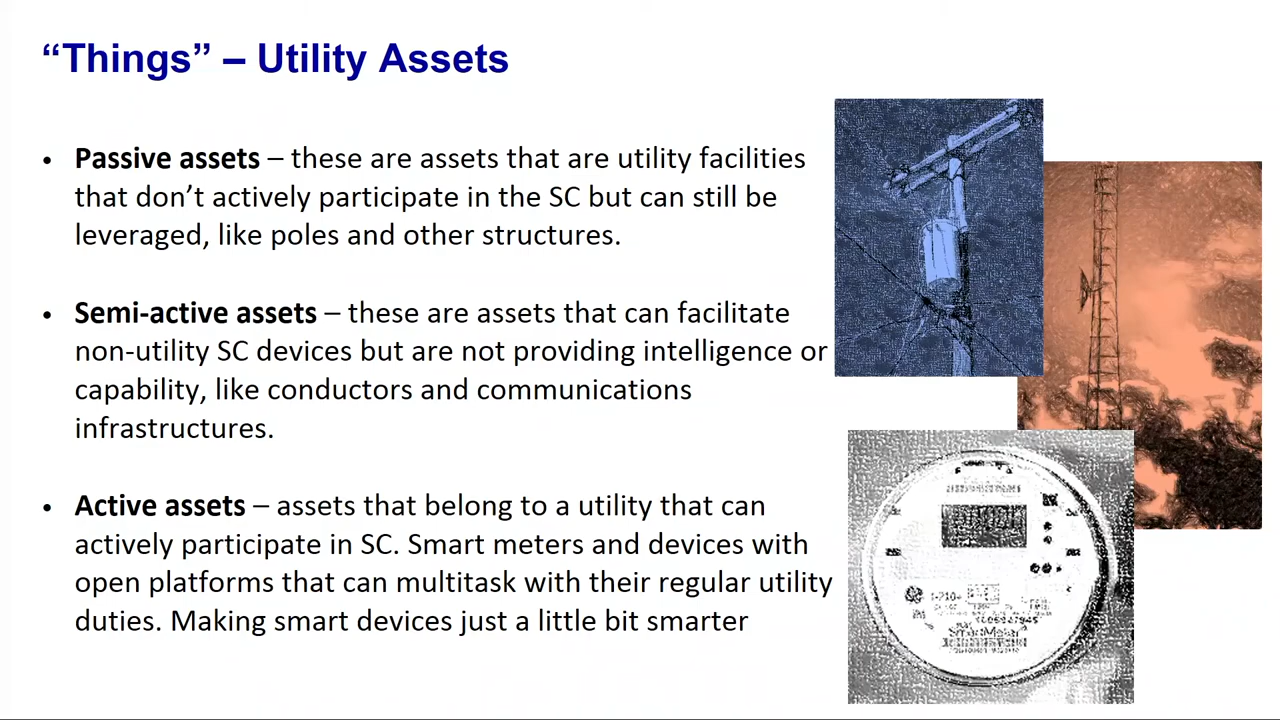 “Things” – Utility Assets
• Passive assets – these are assets that are utility facilities
that don’t actively participate in the SC but can still be
leveraged, like poles and other structures.
• Semi-active assets – these are assets that can facilitate
non-utility SC devices but are not providing intelligence or
capability, like conductors and communications
infrastructures.
• Active assets – assets that belong to a utility that can
actively participate in SC. Smart meters and devices with
open platforms that can multitask with their regular utility
duties. Making smart devices just a little bit smarter
SmartMeter